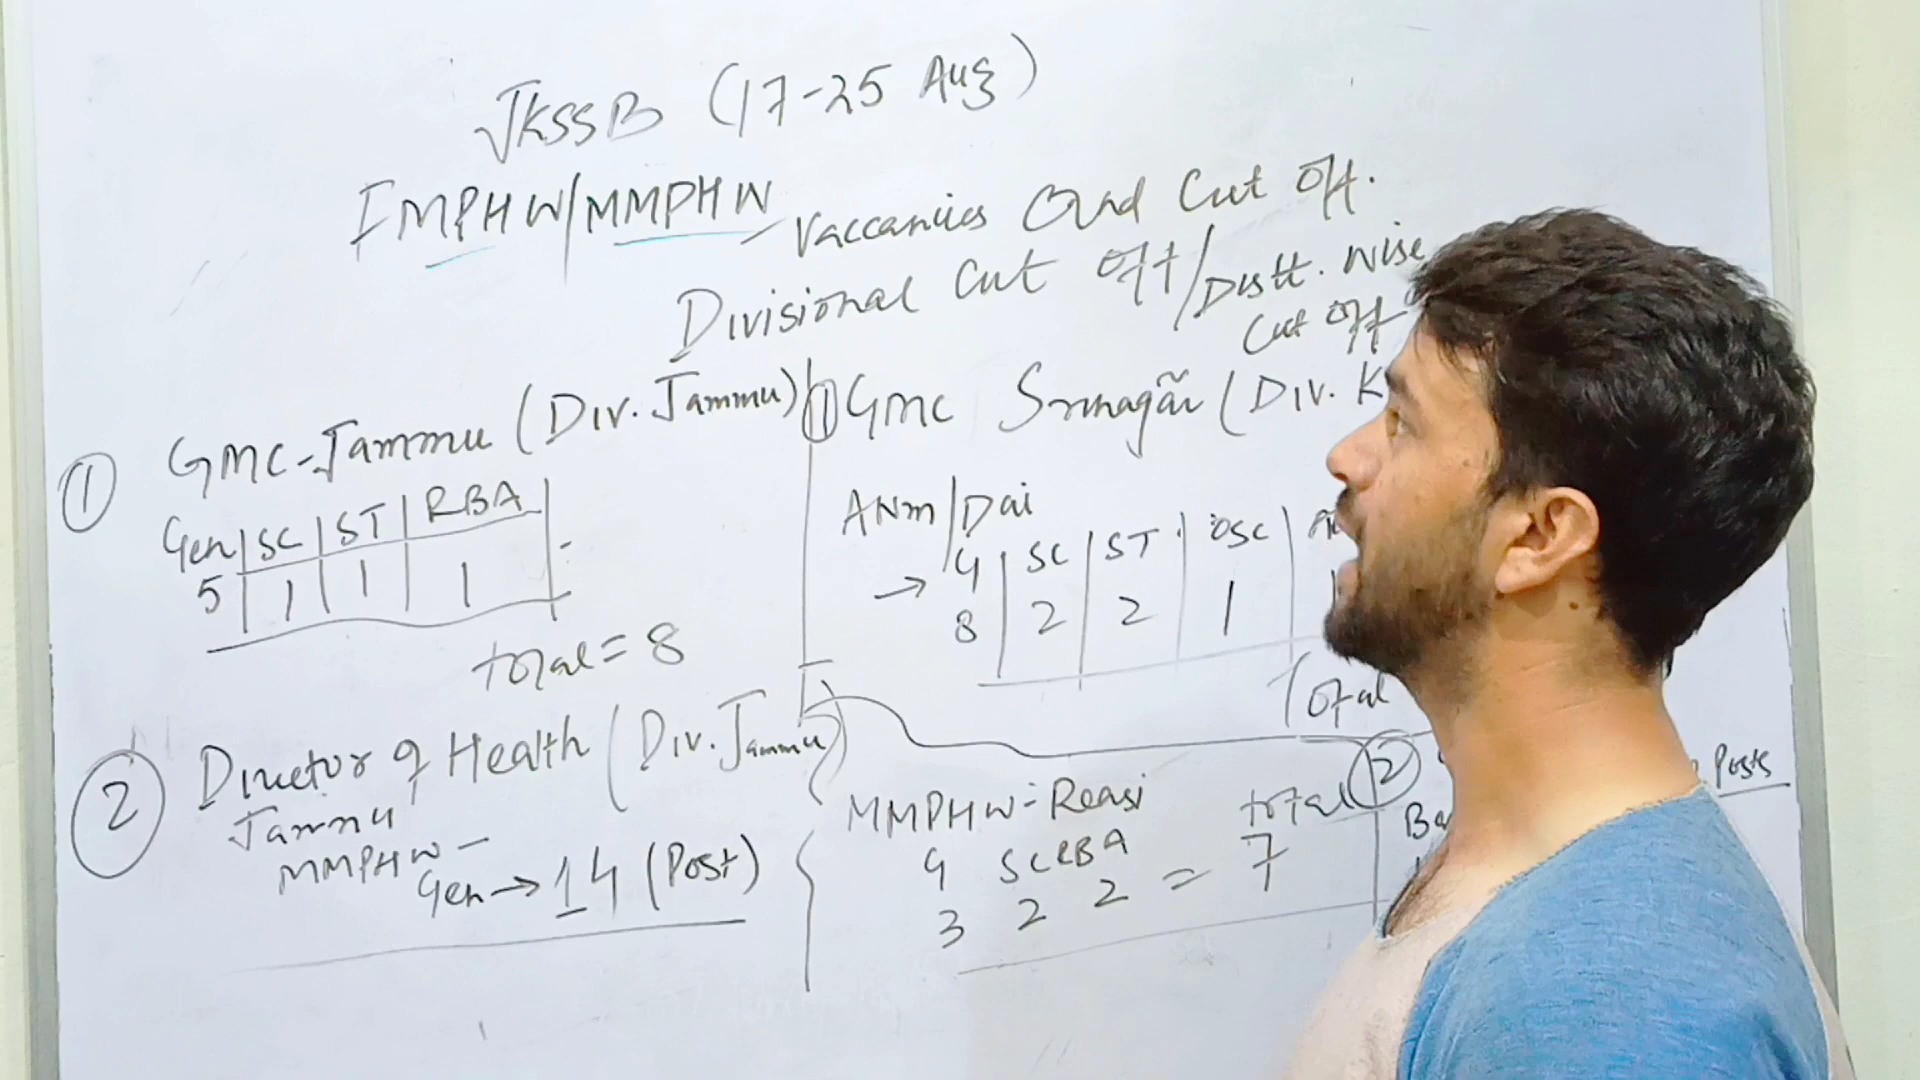 JKSSB (17-25 Aug)
FMPHW/MMPHW - Vaccancies And Cut Off.
Divisional Cut Off/Distt. Wise
Cut Off
① GMC-Jammu (Div. Jammu)
Gen SC ST RBA
5 1 1 1
total = 8
② Director of Health (Div. Jammu)
Jammu
MMPHW -
Gen → 14 (Post)
GMC Srinagar (Div. K
ANM/Dai
→ G SC ST OSC
8 2 2 1
Total
MMPHW - Reasi total
G SC RBA
3 2 2 = 7
⑫
Posts
Ba